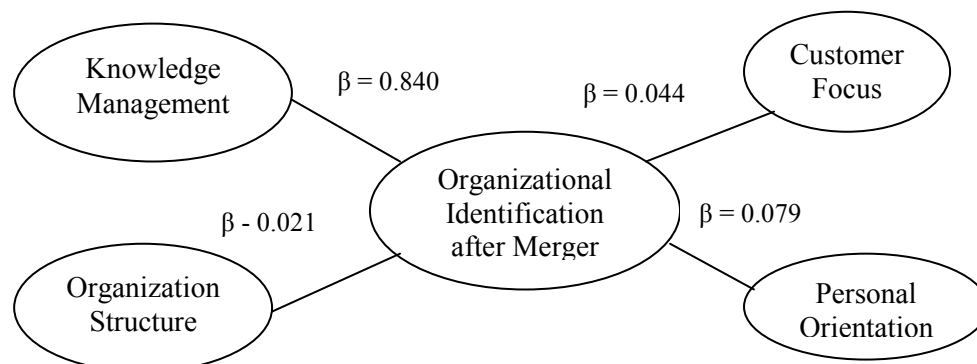 Knowledge
Management
β = 0.840
β = 0.044
Customer
Focus
Organizational
Identification
after Merger
β - 0.021
β = 0.079
Organization
Structure
Personal
Orientation